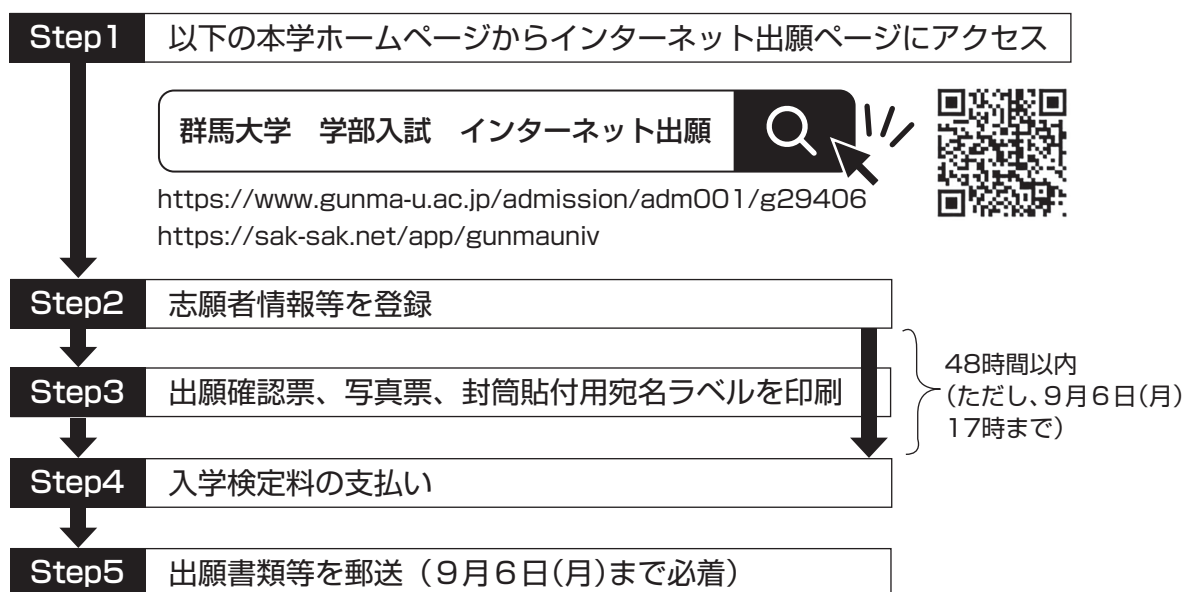 Step1 以下の本学ホームページからインターネット出願ページにアクセス
群馬大学 学部入試 インターネット出願
https://www.gunma-u.ac.jp/admission/adm001/g29406
https://sak-sak.net/app/gunmauniv
Step2 志願者情報等を登録
48時間以内
Step3 出願確認票、写真票、封筒貼付用宛名ラベルを印刷
(ただし、9月6日(月)
17時まで)
Step4 入学検定料の支払い
Step5 出願書類等を郵送(9月6日(月)まで必着)